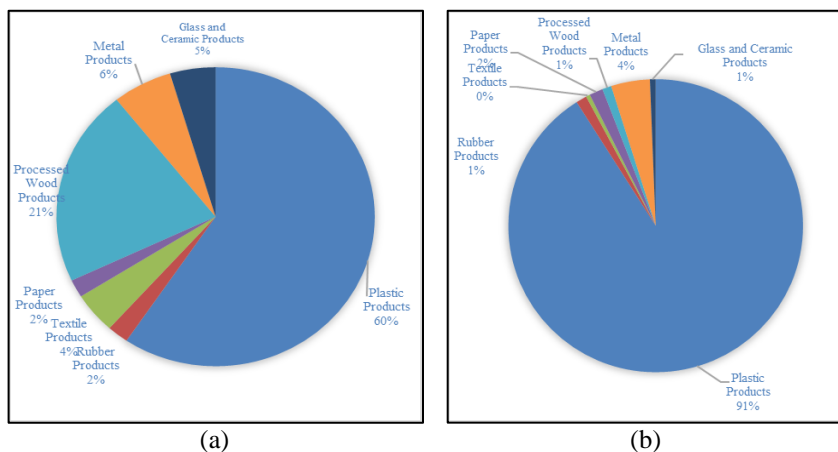 Glass and
Ceramic Products
5%
Metal
Products
6%
Processed
Wood
Products
21%
Paper
Products
2%
Textile
Products
4%
Rubber
Products
2%
Plastic
Products
60%
(a)
Processed
Wood
Products
1%
Paper
Products
2%
Textile
Products
0%
Metal
Products
4%
Glass and Ceramic
Products
1%
Rubber
Products
1%
Plastic
Products
91%
(b)